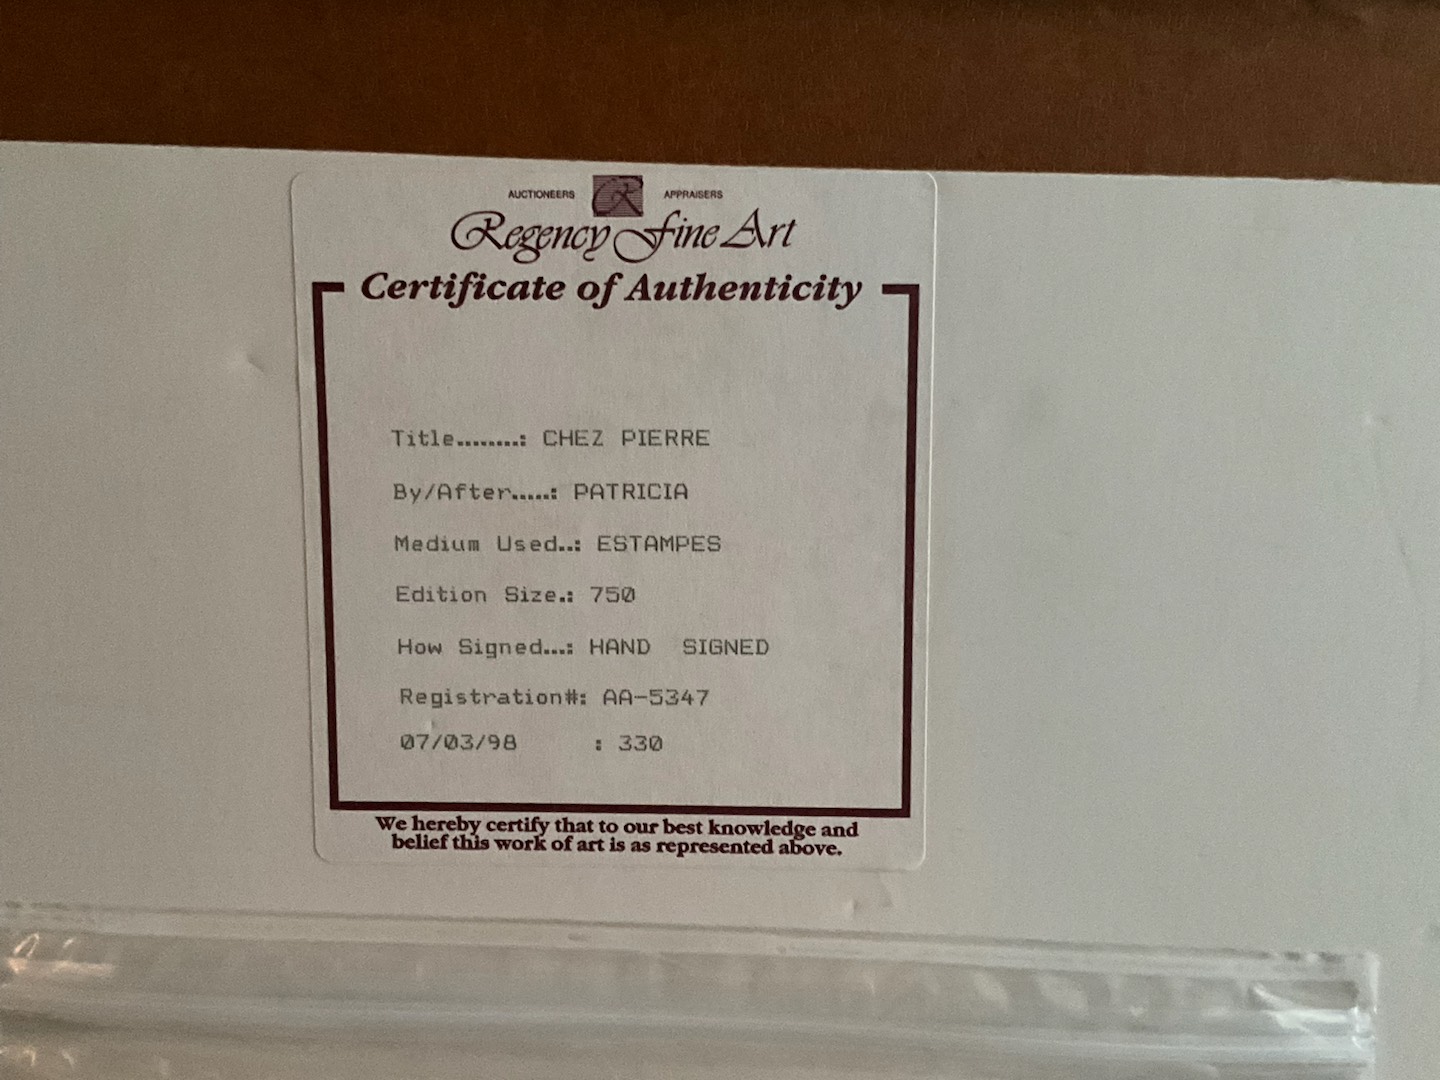 AUCTIONEERS R APPRAISERS
Regency Fine Art
Certificate of Authenticity
Title........: CHEZ PIERRE
By/After.....: PATRICIA
Medium Used..: ESTAMPES
Edition Size.: 750
How Signed...: HAND SIGNED
Registration#: AA-5347
07/03/98 : 330
We hereby certify that to our best knowledge and
belief this work of art is as represented above.